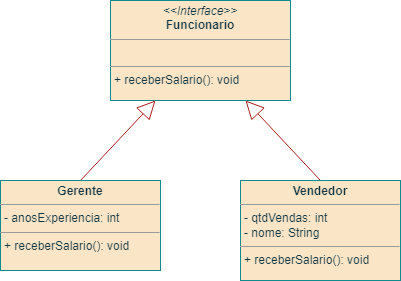 <<Interface>>
Funcionario
+ receberSalario(): void
Gerente
- anosExperiencia: int
+ receberSalario(): void
Vendedor
- qtdVendas: int
- nome: String
+ receberSalario(): void